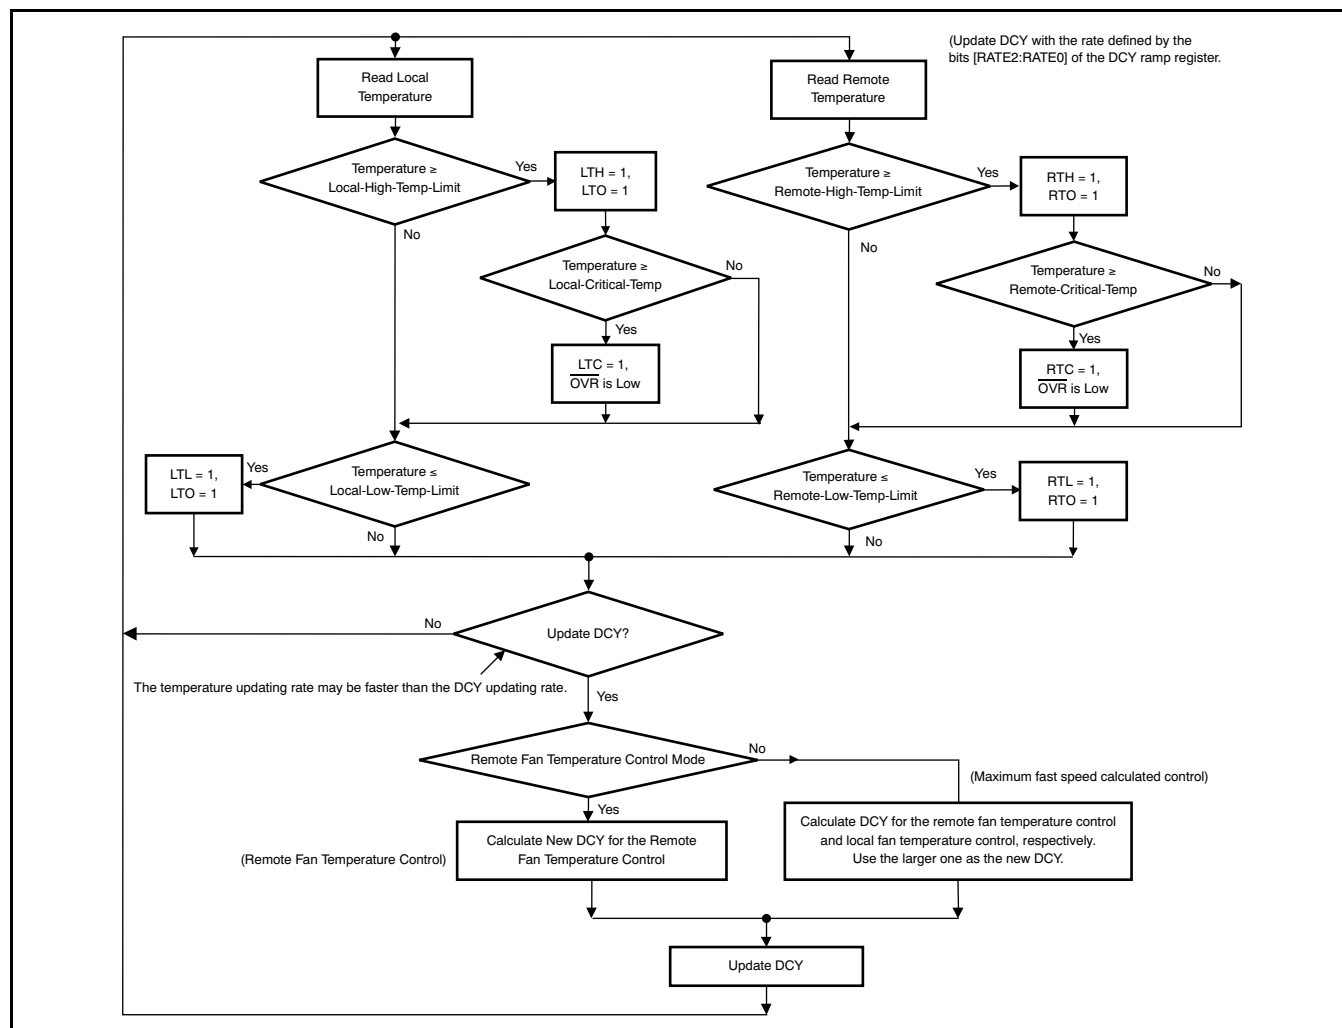 (Update DCY with the rate defined by the
bits [RATE2:RATE0] of the DCY ramp register.
Read Local
Temperature
Read Remote
Temperature
Temperature ≥
Local-High-Temp-Limit
Yes
LTH = 1,
LTO = 1
No
Temperature ≥
Remote-High-Temp-Limit
Yes
RTH = 1,
RTO = 1
No
Temperature ≥
Local-Critical-Temp
No
Yes
LTC = 1,
OVR is Low
Temperature ≥
Remote-Critical-Temp
No
Yes
RTC = 1,
OVR is Low
LTL = 1,
LTO = 1
Yes
Temperature ≤
Local-Low-Temp-Limit
No
Temperature ≤
Remote-Low-Temp-Limit
Yes
RTL = 1,
RTO = 1
No
No
Update DCY?
The temperature updating rate may be faster than the DCY updating rate.
Yes
Remote Fan Temperature Control Mode
No
(Maximum fast speed calculated control)
Yes
(Remote Fan Temperature Control)
Calculate New DCY for the Remote
Fan Temperature Control
Calculate DCY for the remote fan temperature control
and local fan temperature control, respectively.
Use the larger one as the new DCY.
Update DCY